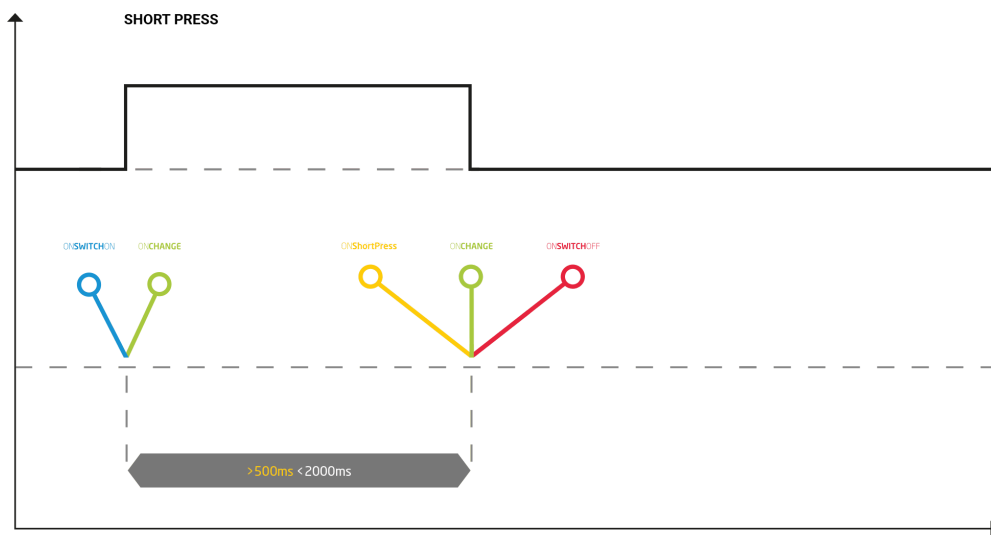 SHORT PRESS
ONSWITCHON ONCHANGE ONShortPress ONCHANGE ONSWITCHOFF
>500ms <2000ms